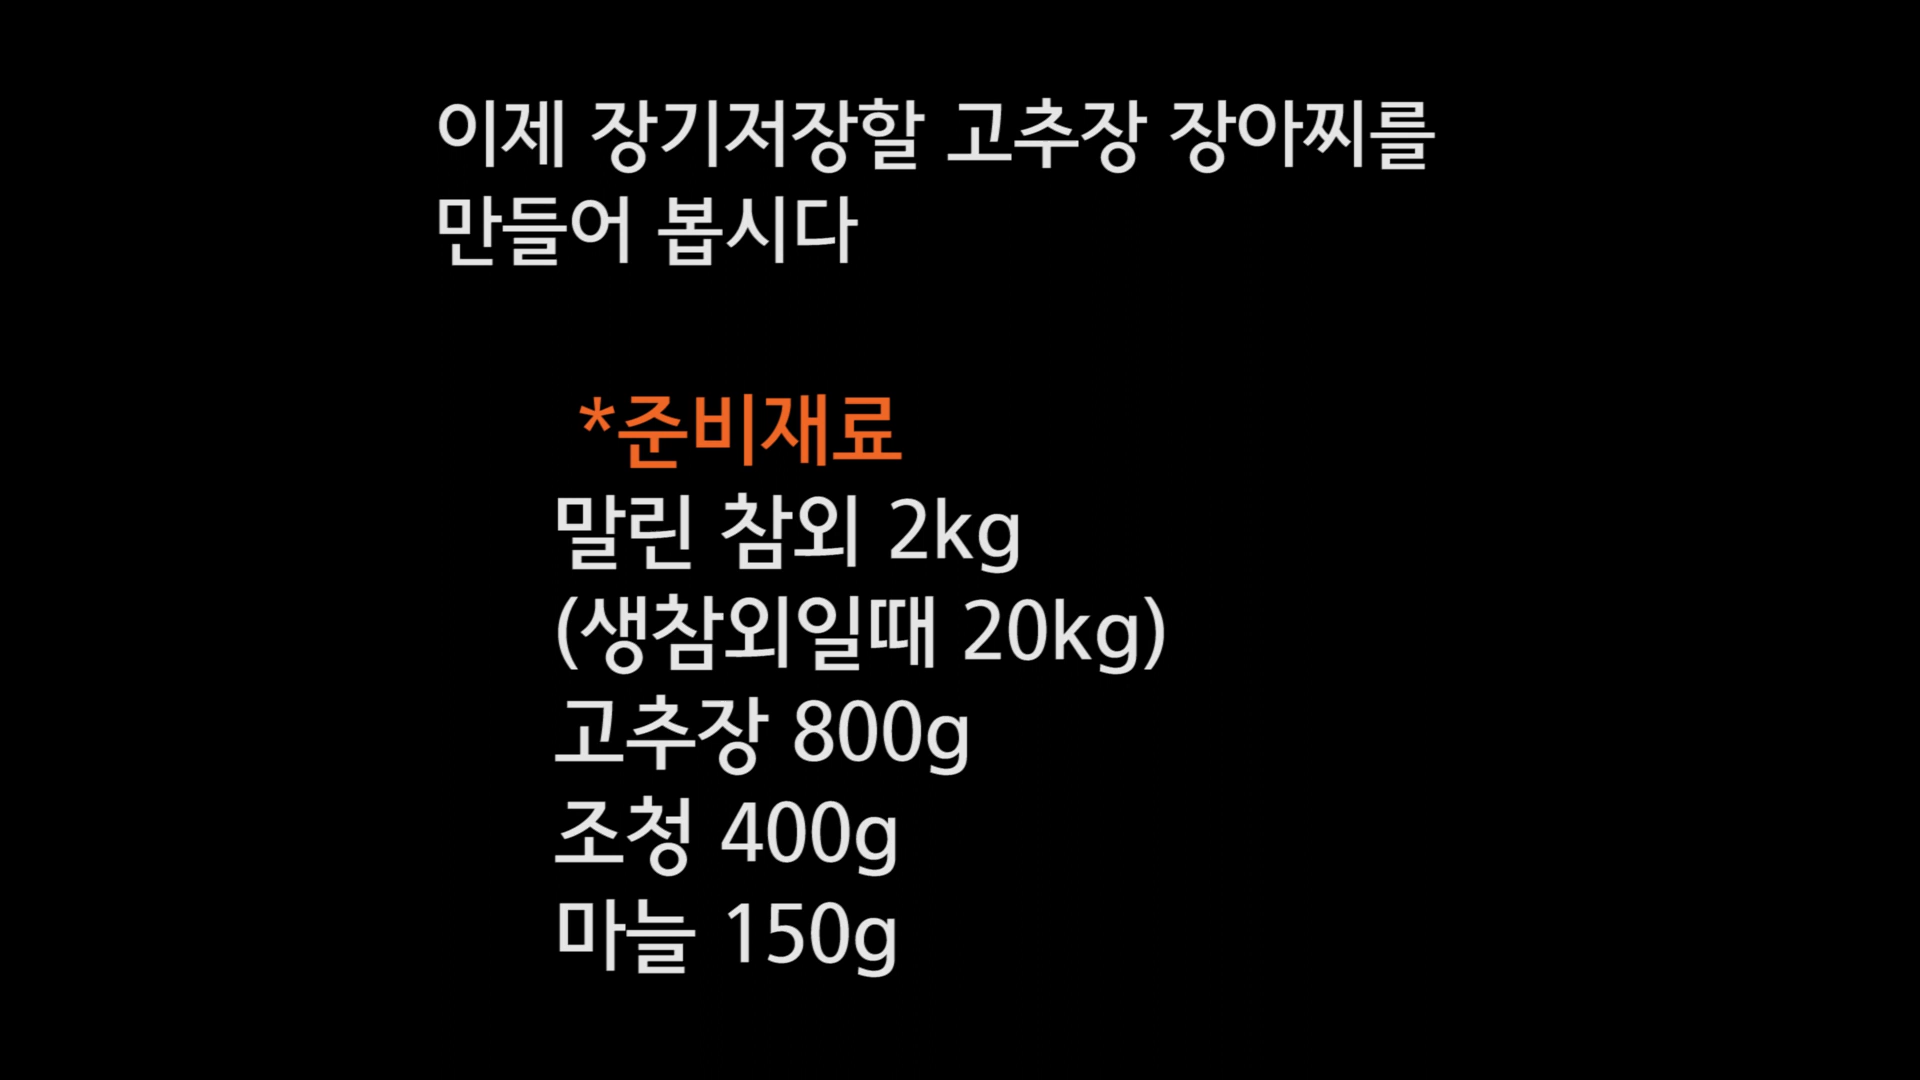 이제 장기저장할 고추장 장아찌를
만들어 봅시다
*준비재료
말린 참외 2kg
(생참외일때 20kg)
고추장 800g
조청 400g
마늘 150g